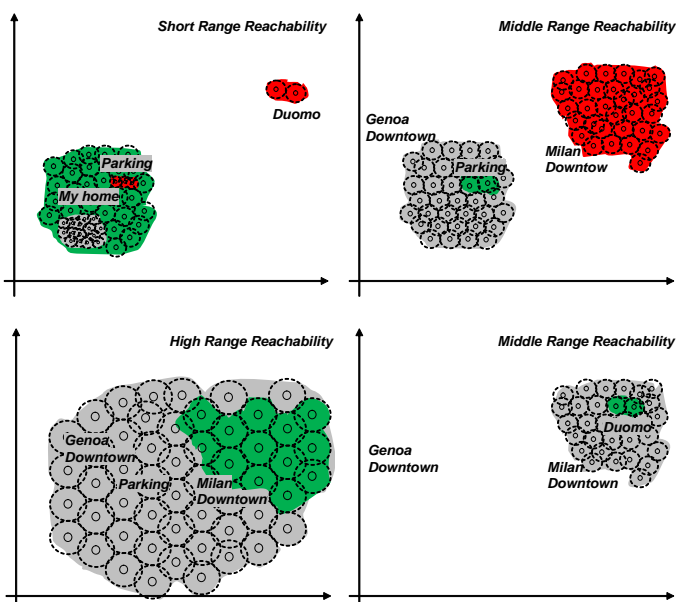 Short Range Reachability
Duomo
Parking
My home
Middle Range Reachability
Genoa
Downtown
Parking
Milan
Downtow
High Range Reachability
Genoa
Downtown
Parking
Milan
Downtown
Middle Range Reachability
Duomo
Genoa
Downtown
Milan
Downtown